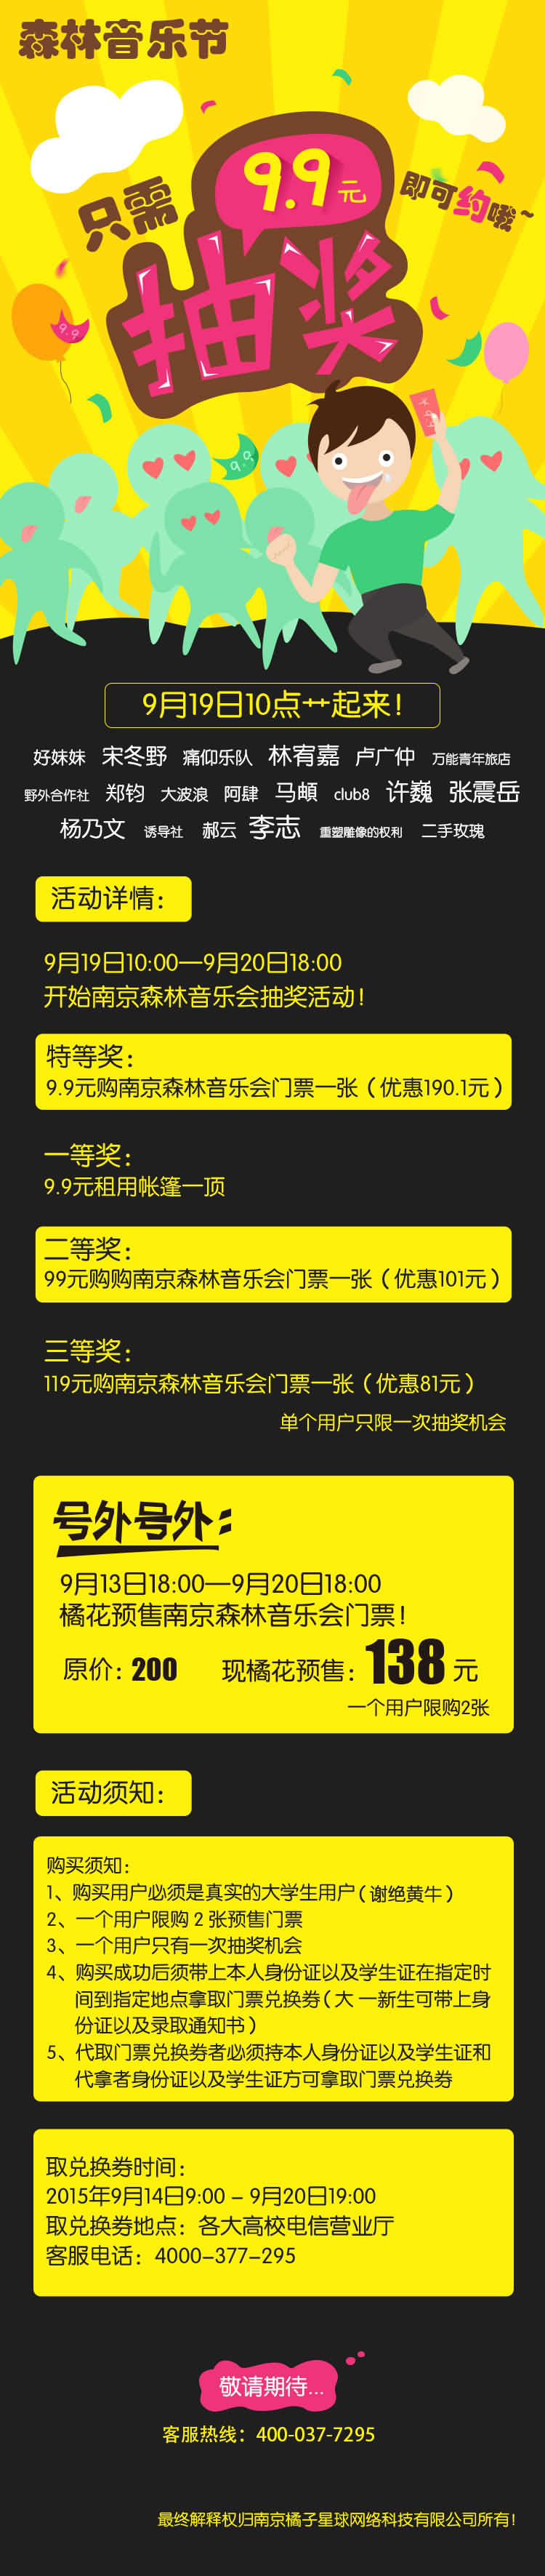 森林音乐节
只需
9.9元
即可约哦~
抽奖
9.9
9.9
9月19日10点艹起来！
好妹妹 宋冬野 痛仰乐队 林宥嘉 卢广仲 万能青年旅店
野外合作社 郑钧 大波浪 阿肆 马頔 club8 许巍 张震岳
杨乃文 诱导社 郝云 李志 重塑雕像的权利 二手玫瑰
活动详情：
9月19日10:00—9月20日18:00
开始南京森林音乐会抽奖活动！
特等奖：
9.9元购南京森林音乐会门票一张（优惠190.1元）
一等奖：
9.9元租用帐篷一顶
二等奖：
99元购购南京森林音乐会门票一张（优惠101元）
三等奖：
119元购南京森林音乐会门票一张（优惠81元）
单个用户只限一次抽奖机会
号外号外：
9月13日18:00—9月20日18:00
橘花预售南京森林音乐会门票！
原价：200 现橘花预售：138元
一个用户限购2张
活动须知：
购买须知：
1、购买用户必须是真实的大学生用户（谢绝黄牛）
2、一个用户限购 2 张预售门票
3、一个用户只有一次抽奖机会
4、购买成功后须带上本人身份证以及学生证在指定时
间到指定地点拿取门票兑换券（大 一新生可带上身
份证以及录取通知书）
5、代取门票兑换券者必须持本人身份证以及学生证和
代拿者身份证以及学生证方可拿取门票兑换券
取兑换券时间：
2015年9月14日9:00 – 9月20日19:00
取兑换券地点：各大高校电信营业厅
客服电话：4000-377-295
敬请期待...
客服热线：400-037-7295
最终解释权归南京橘子星球网络科技有限公司所有！